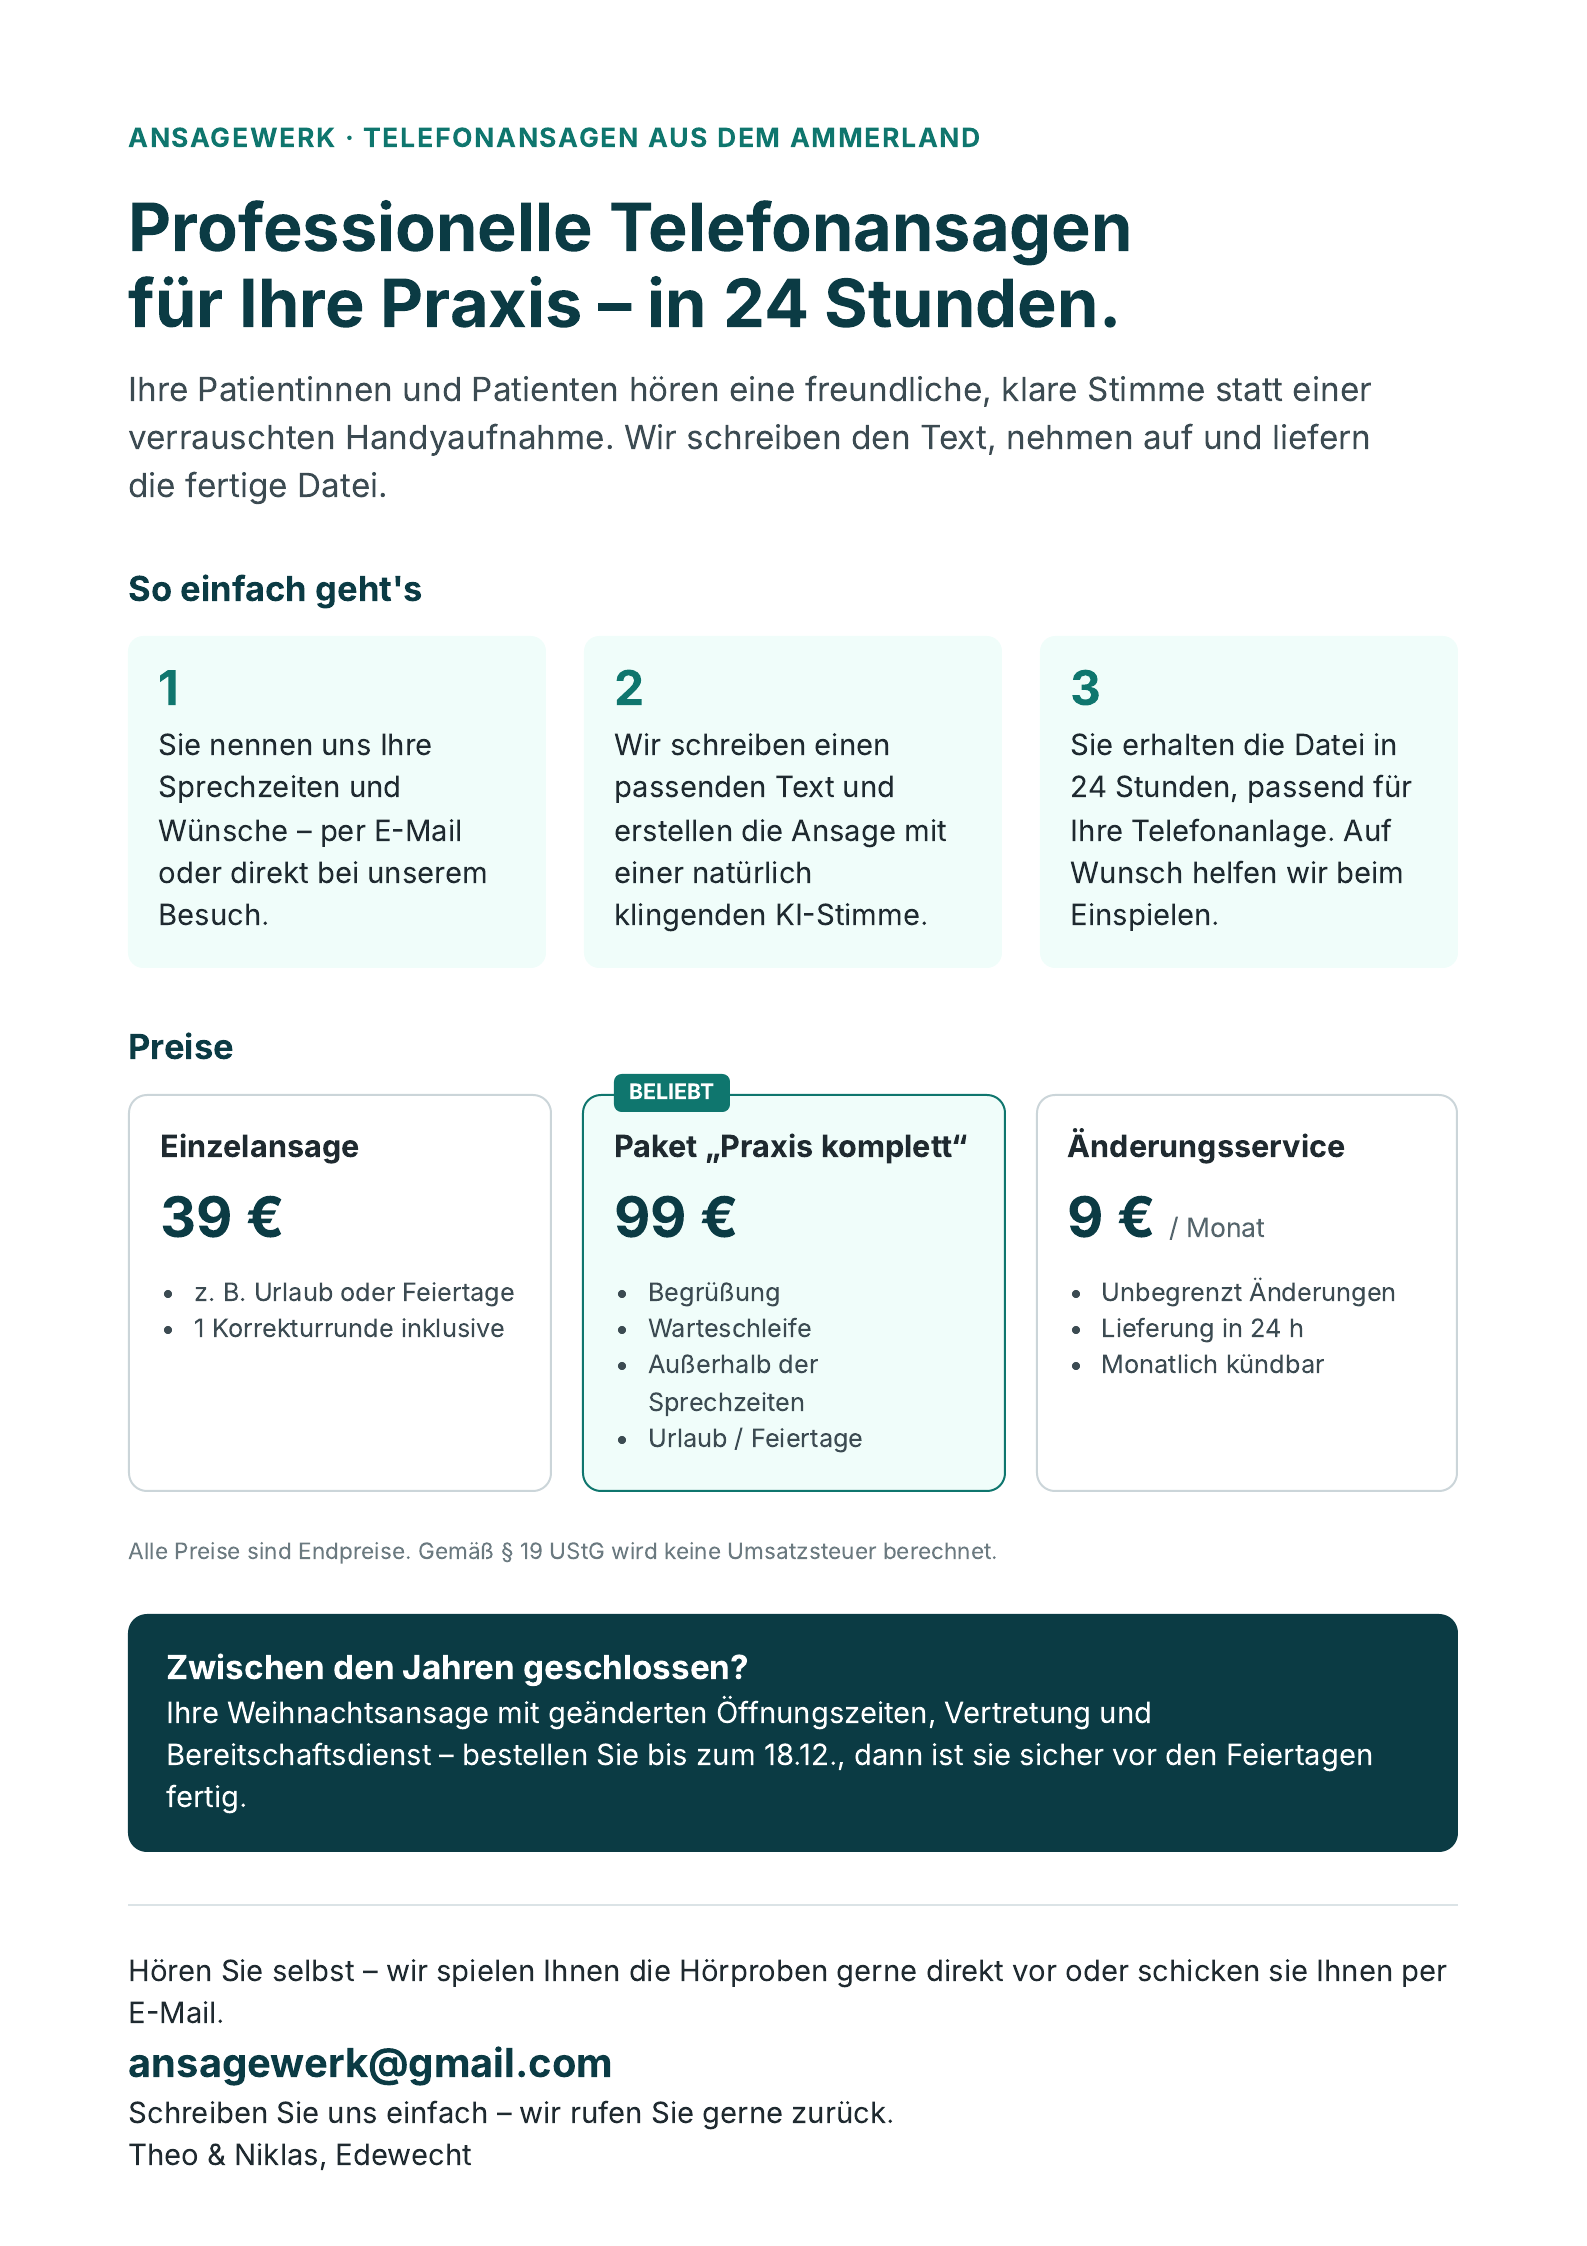 ANSAGEWERK · TELEFONANSAGEN AUS DEM AMMERLAND
Professionelle Telefonansagen
für Ihre Praxis – in 24 Stunden.
Ihre Patientinnen und Patienten hören eine freundliche, klare Stimme statt einer
verrauschten Handyaufnahme. Wir schreiben den Text, nehmen auf und liefern
die fertige Datei.
So einfach geht's
1
Sie nennen uns Ihre
Sprechzeiten und
Wünsche – per E-Mail
oder direkt bei unserem
Besuch.
2
Wir schreiben einen
passenden Text und
erstellen die Ansage mit
einer natürlich
klingenden KI-Stimme.
3
Sie erhalten die Datei in
24 Stunden, passend für
Ihre Telefonanlage. Auf
Wunsch helfen wir beim
Einspielen.
Preise
Einzelansage
39 €
• z. B. Urlaub oder Feiertage
• 1 Korrekturrunde inklusive
BELIEBT
Paket „Praxis komplett“
99 €
• Begrüßung
• Warteschleife
• Außerhalb der
Sprechzeiten
• Urlaub / Feiertage
Änderungsservice
9 € / Monat
• Unbegrenzt Änderungen
• Lieferung in 24 h
• Monatlich kündbar
Alle Preise sind Endpreise. Gemäß § 19 UStG wird keine Umsatzsteuer berechnet.
Zwischen den Jahren geschlossen?
Ihre Weihnachtsansage mit geänderten Öffnungszeiten, Vertretung und
Bereitschaftsdienst – bestellen Sie bis zum 18.12., dann ist sie sicher vor den Feiertagen
fertig.
Hören Sie selbst – wir spielen Ihnen die Hörproben gerne direkt vor oder schicken sie Ihnen per
E-Mail.
ansagewerk@gmail.com
Schreiben Sie uns einfach – wir rufen Sie gerne zurück.
Theo & Niklas, Edewecht